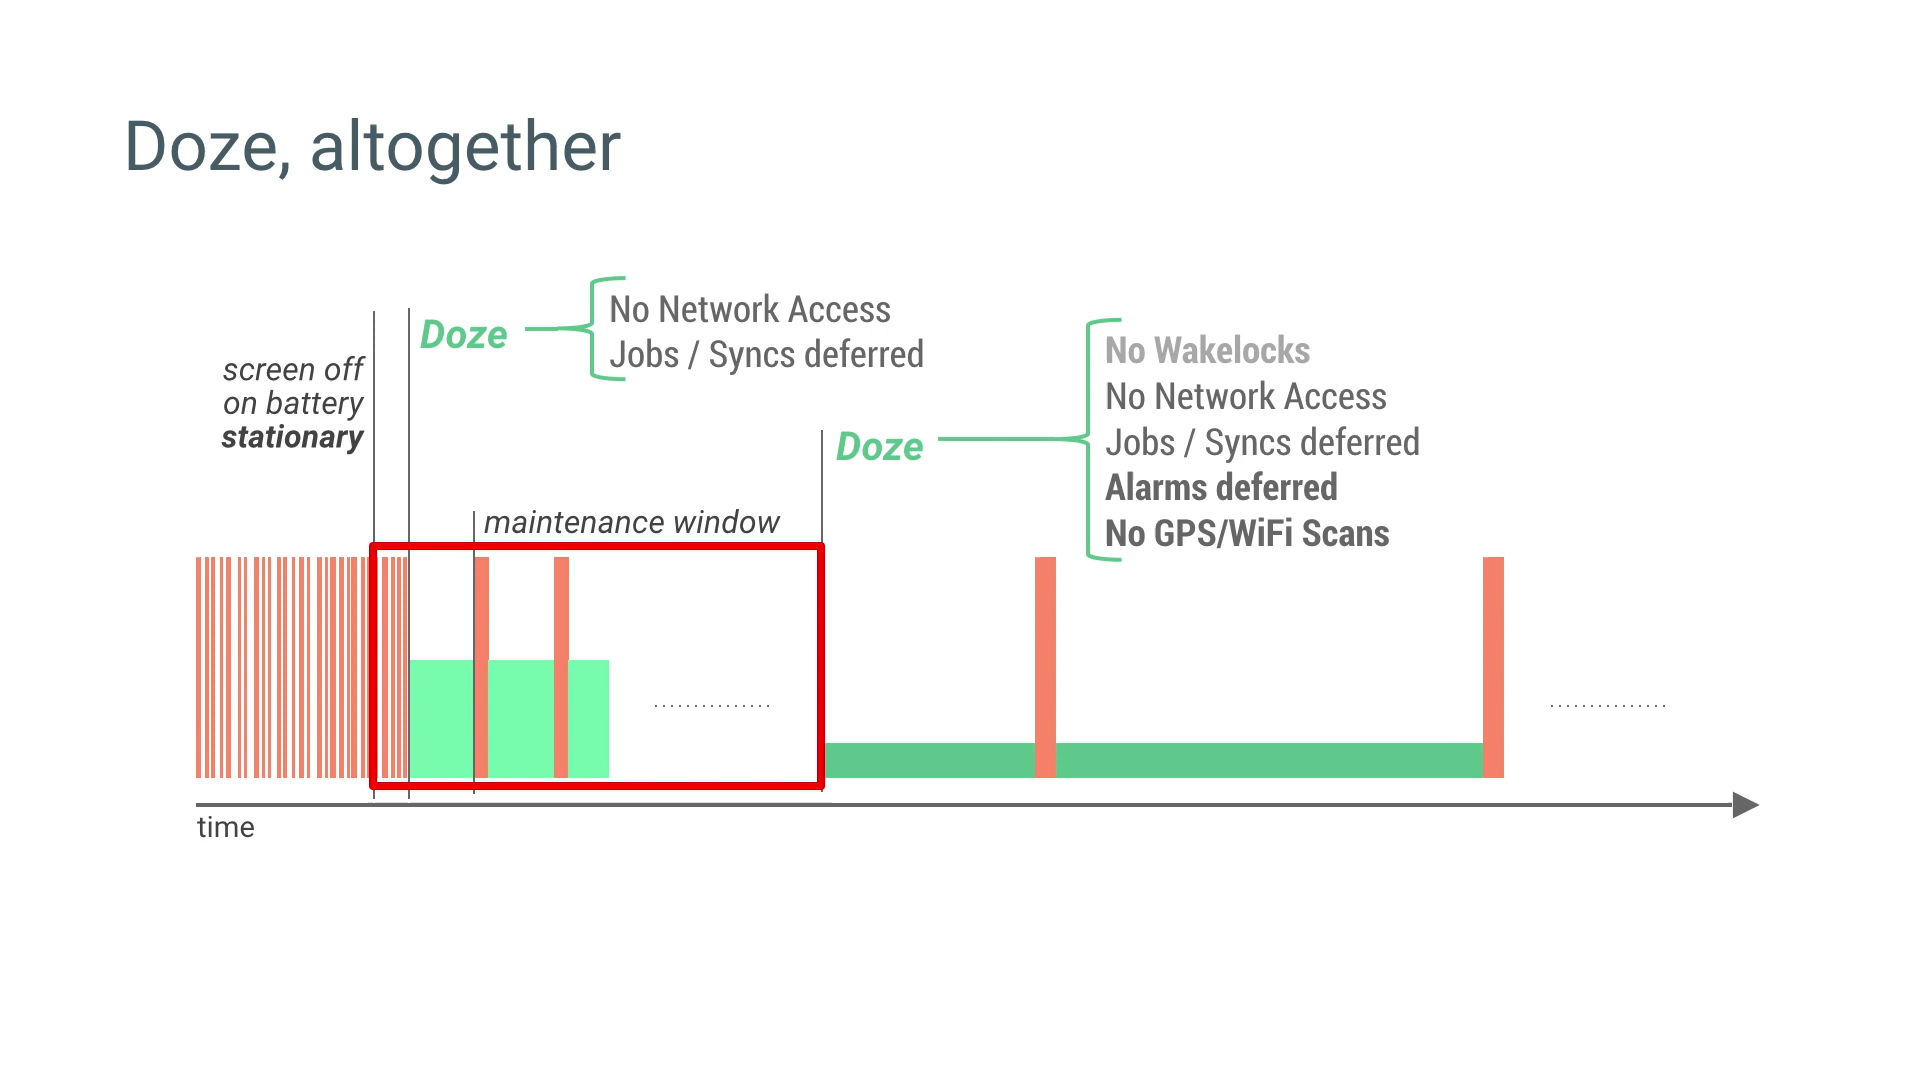 Doze, altogether
screen off
on battery
stationary
Doze
No Network Access
Jobs / Syncs deferred
maintenance window
Doze
No Wakelocks
No Network Access
Jobs / Syncs deferred
Alarms deferred
No GPS/WiFi Scans
time